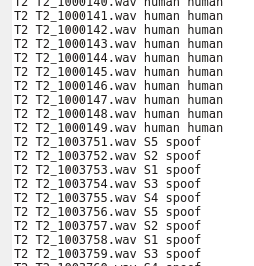 T2 T2_1000140.wav human human
T2 T2_1000141.wav human human
T2 T2_1000142.wav human human
T2 T2_1000143.wav human human
T2 T2_1000144.wav human human
T2 T2_1000145.wav human human
T2 T2_1000146.wav human human
T2 T2_1000147.wav human human
T2 T2_1000148.wav human human
T2 T2_1000149.wav human human
T2 T2_1003751.wav S5 spoof
T2 T2_1003752.wav S2 spoof
T2 T2_1003753.wav S1 spoof
T2 T2_1003754.wav S3 spoof
T2 T2_1003755.wav S4 spoof
T2 T2_1003756.wav S5 spoof
T2 T2_1003757.wav S2 spoof
T2 T2_1003758.wav S1 spoof
T2 T2_1003759.wav S3 spoof
T2 T2_1003760.wav S4 spoof